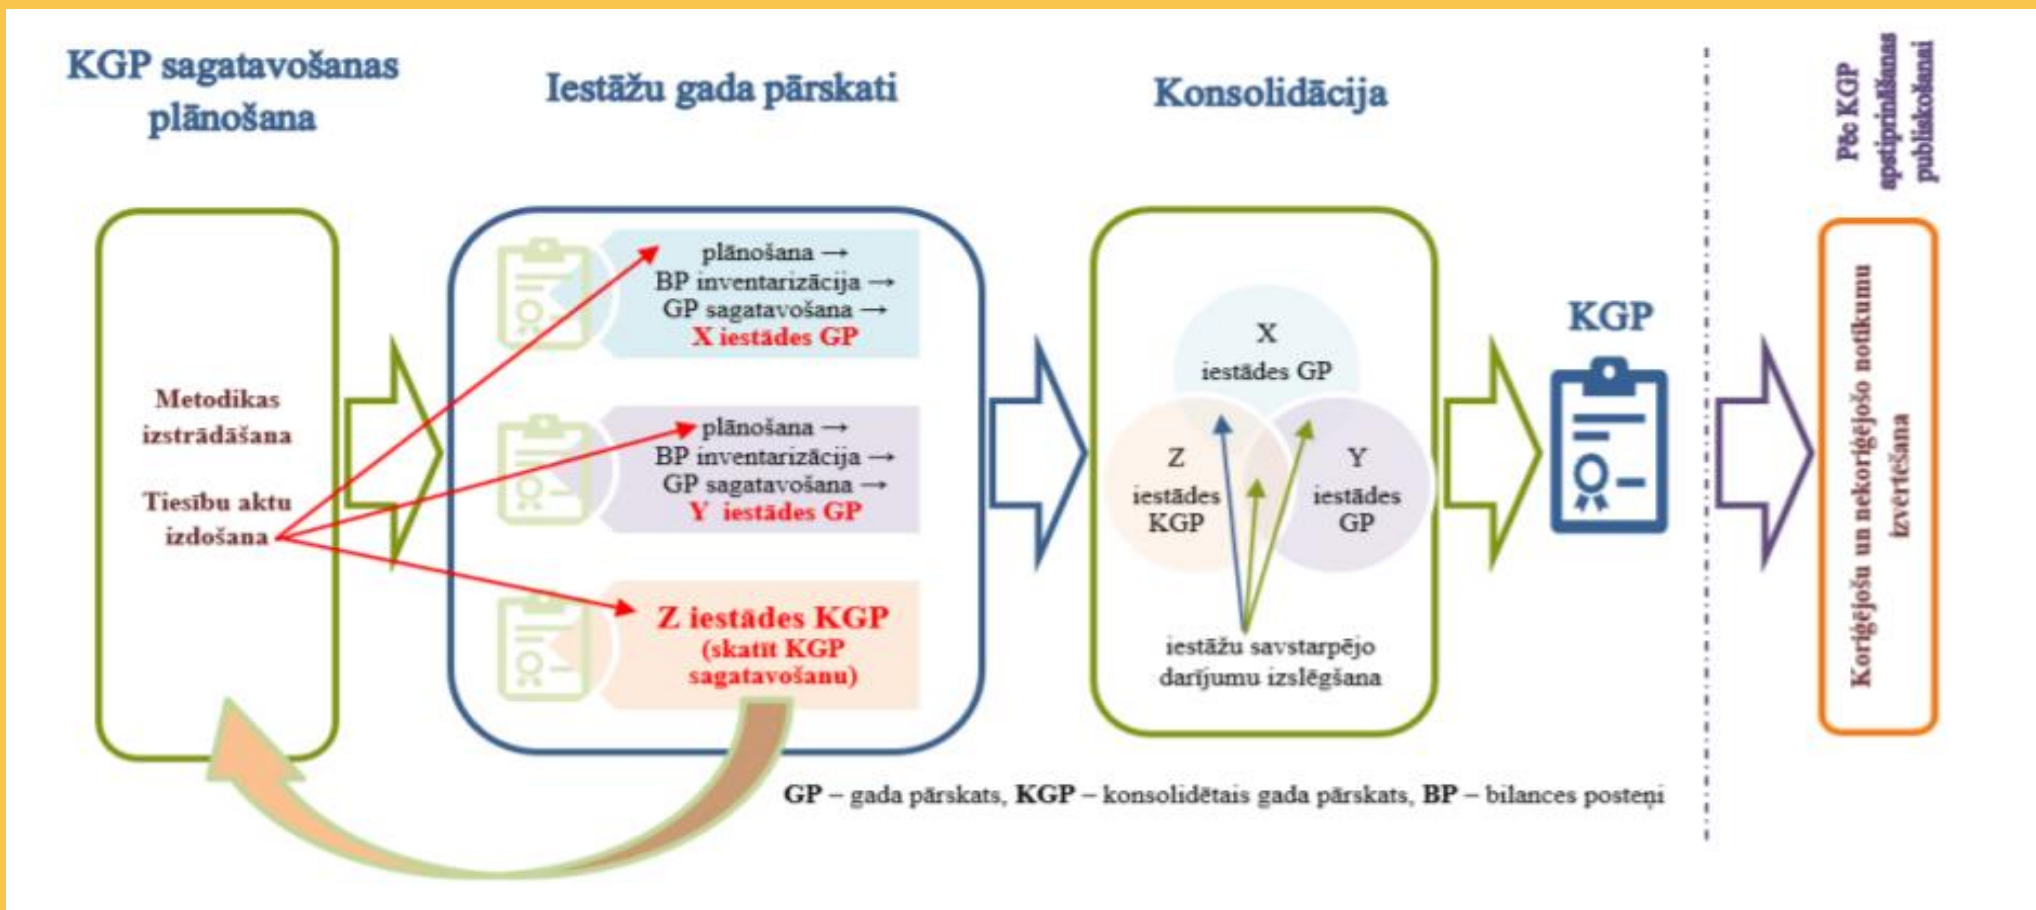 KGP sagatavošanas
plānošana
Metodikas
izstrādāšana
Tiesību aktu
izdošana
Iestāžu gada pārskati
plānošana →
BP inventarizācija →
GP sagatavošana →
X iestādes GP
plānošana →
BP inventarizācija →
GP sagatavošana →
Y iestādes GP
Z iestādes KGP
(skatīt KGP
sagatavošanu)
Konsolidācija
X
iestādes GP
Z
iestādes
KGP
Y
iestādes
GP
iestāžu savstarpējo
darījumu izslēgšana
KGP
Pēc KGP
apstiprināšanas
publiskošanai
Koriģējošu un nekoriģējošo notikumu
izvērtēšana
GP – gada pārskats, KGP – konsolidētais gada pārskats, BP – bilances posteņi